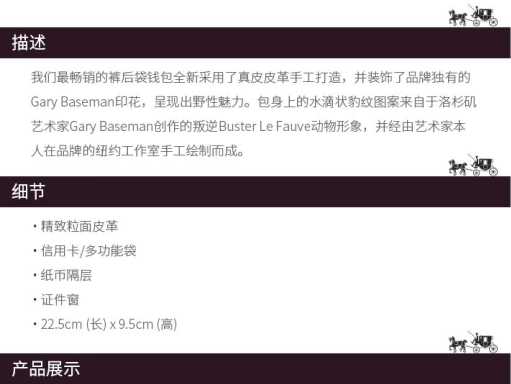 描述
我们最畅销的裤后袋钱包全新采用了真皮皮革手工打造，并装饰了品牌独有的
Gary Baseman印花，呈现出野性魅力。包身上的水滴状豹纹图案来自于洛杉矶
艺术家Gary Baseman创作的叛逆Buster Le Fauve动物形象，并经由艺术家本
人在品牌的纽约工作室手工绘制而成。
细节
• 精致粒面皮革
• 信用卡/多功能袋
• 纸币隔层
• 证件窗
• 22.5cm (长) x 9.5cm (高)
产品展示